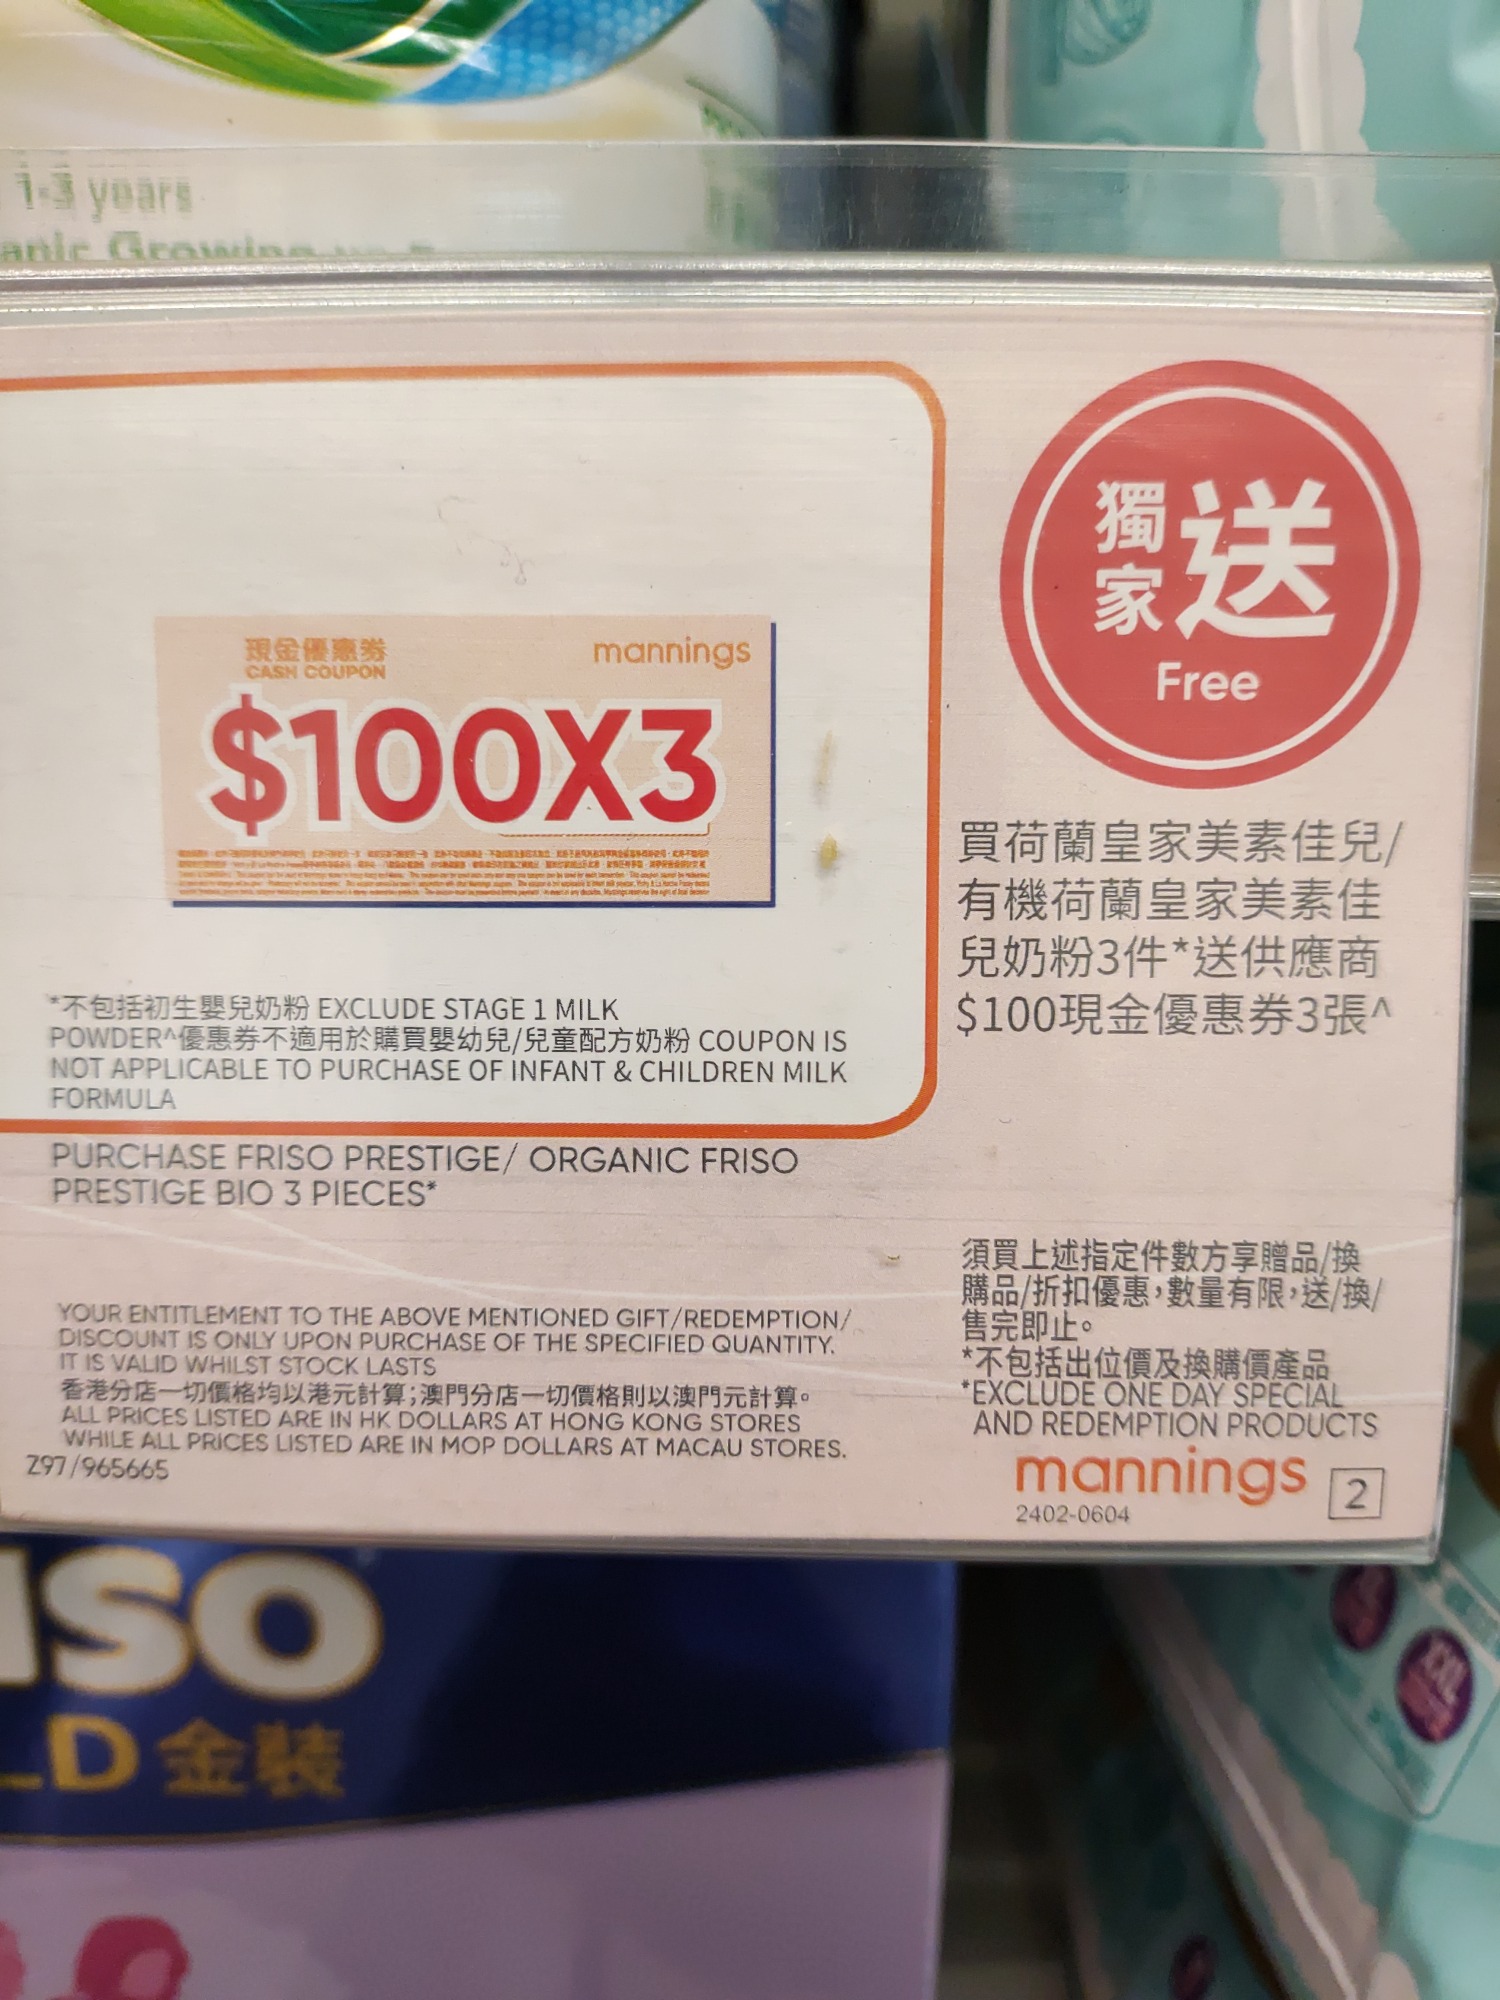 1-3 years
Growing
獨家 送
Free
現金優惠券 mannings
CASH COUPON
$100X3
買荷蘭皇家美素佳兒/
有機荷蘭皇家美素佳
兒奶粉3件*送供應商
$100現金優惠券3張^
*不包括初生嬰兒奶粉 EXCLUDE STAGE 1 MILK
POWDER^優惠券不適用於購買嬰幼兒/兒童配方奶粉 COUPON IS
NOT APPLICABLE TO PURCHASE OF INFANT & CHILDREN MILK
FORMULA
PURCHASE FRISO PRESTIGE/ ORGANIC FRISO
PRESTIGE BIO 3 PIECES*
須買上述指定件數方享贈品/換
購品/折扣優惠，數量有限，送/換/
售完即止。
*不包括出位價及換購價產品
*EXCLUDE ONE DAY SPECIAL
AND REDEMPTION PRODUCTS
YOUR ENTITLEMENT TO THE ABOVE MENTIONED GIFT/REDEMPTION/
DISCOUNT IS ONLY UPON PURCHASE OF THE SPECIFIED QUANTITY.
IT IS VALID WHILST STOCK LASTS
香港分店一切價格均以港元計算；澳門分店一切價格則以澳門元計算。
ALL PRICES LISTED ARE IN HK DOLLARS AT HONG KONG STORES
WHILE ALL PRICES LISTED ARE IN MOP DOLLARS AT MACAU STORES.
Z97/965665
mannings 2
2402-0604
ISO
LD 金裝
XXL